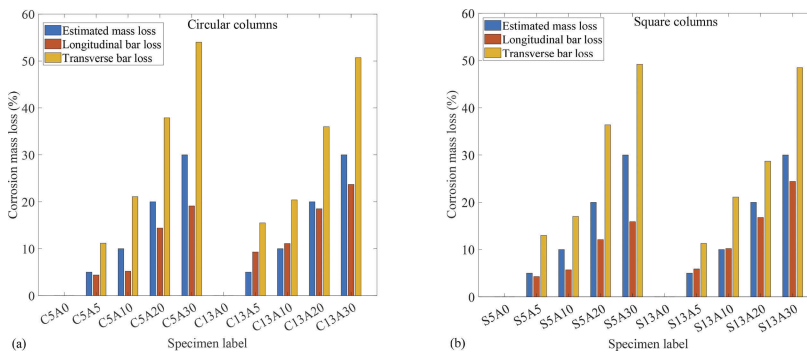 Circular columns
Estimated mass loss
Longitudinal bar loss
Transverse bar loss
Corrosion mass loss (%)
60
50
40
30
20
10
0
C5A0
C5A5
C5A10
C5A20
C5A30
C13A0
C13A5
C13A10
C13A20
C13A30
Specimen label
(a)
Square columns
Estimated mass loss
Longitudinal bar loss
Transverse bar loss
Corrosion mass loss (%)
60
50
40
30
20
10
0
S5A0
S5A5
S5A10
S5A20
S5A30
S13A0
S13A5
S13A10
S13A20
S13A30
Specimen label
(b)